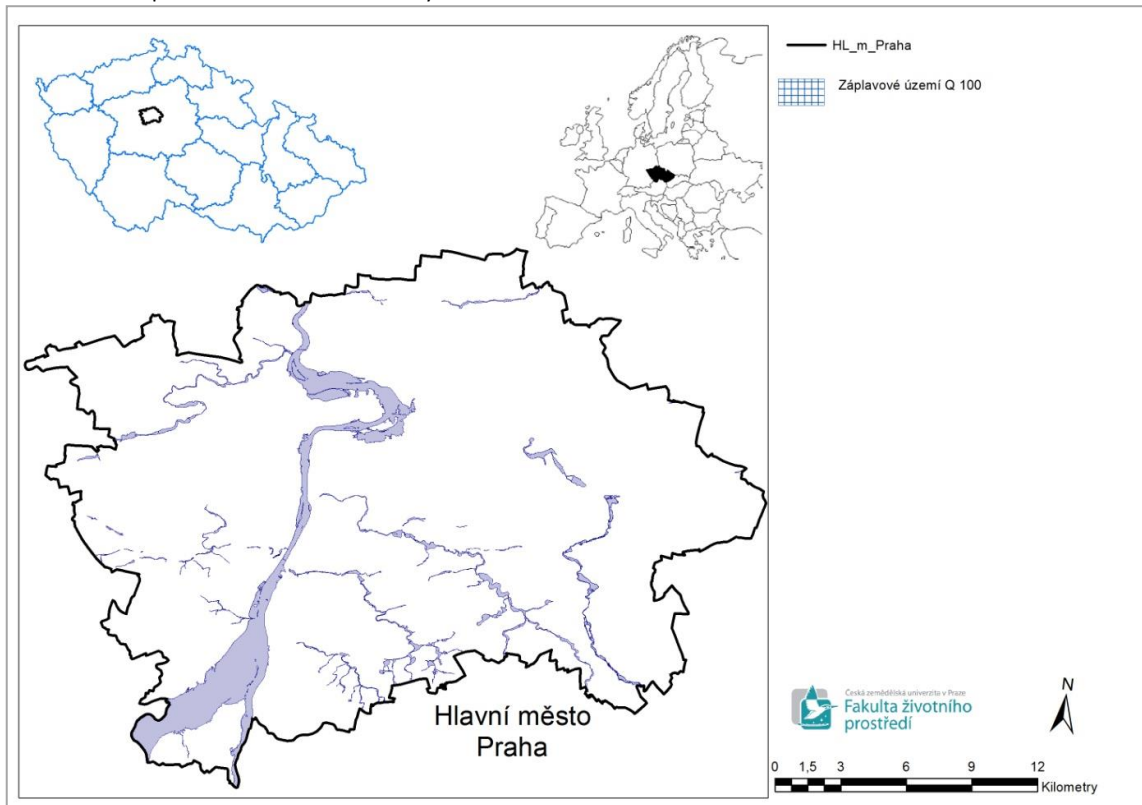 HL_m_Praha
Záplavové území Q 100
Hlavní město
Praha
Česká zemědělská univerzita v Praze
Fakulta životního
prostředí
N
0 1,5 3 6 9 12
Kilometry